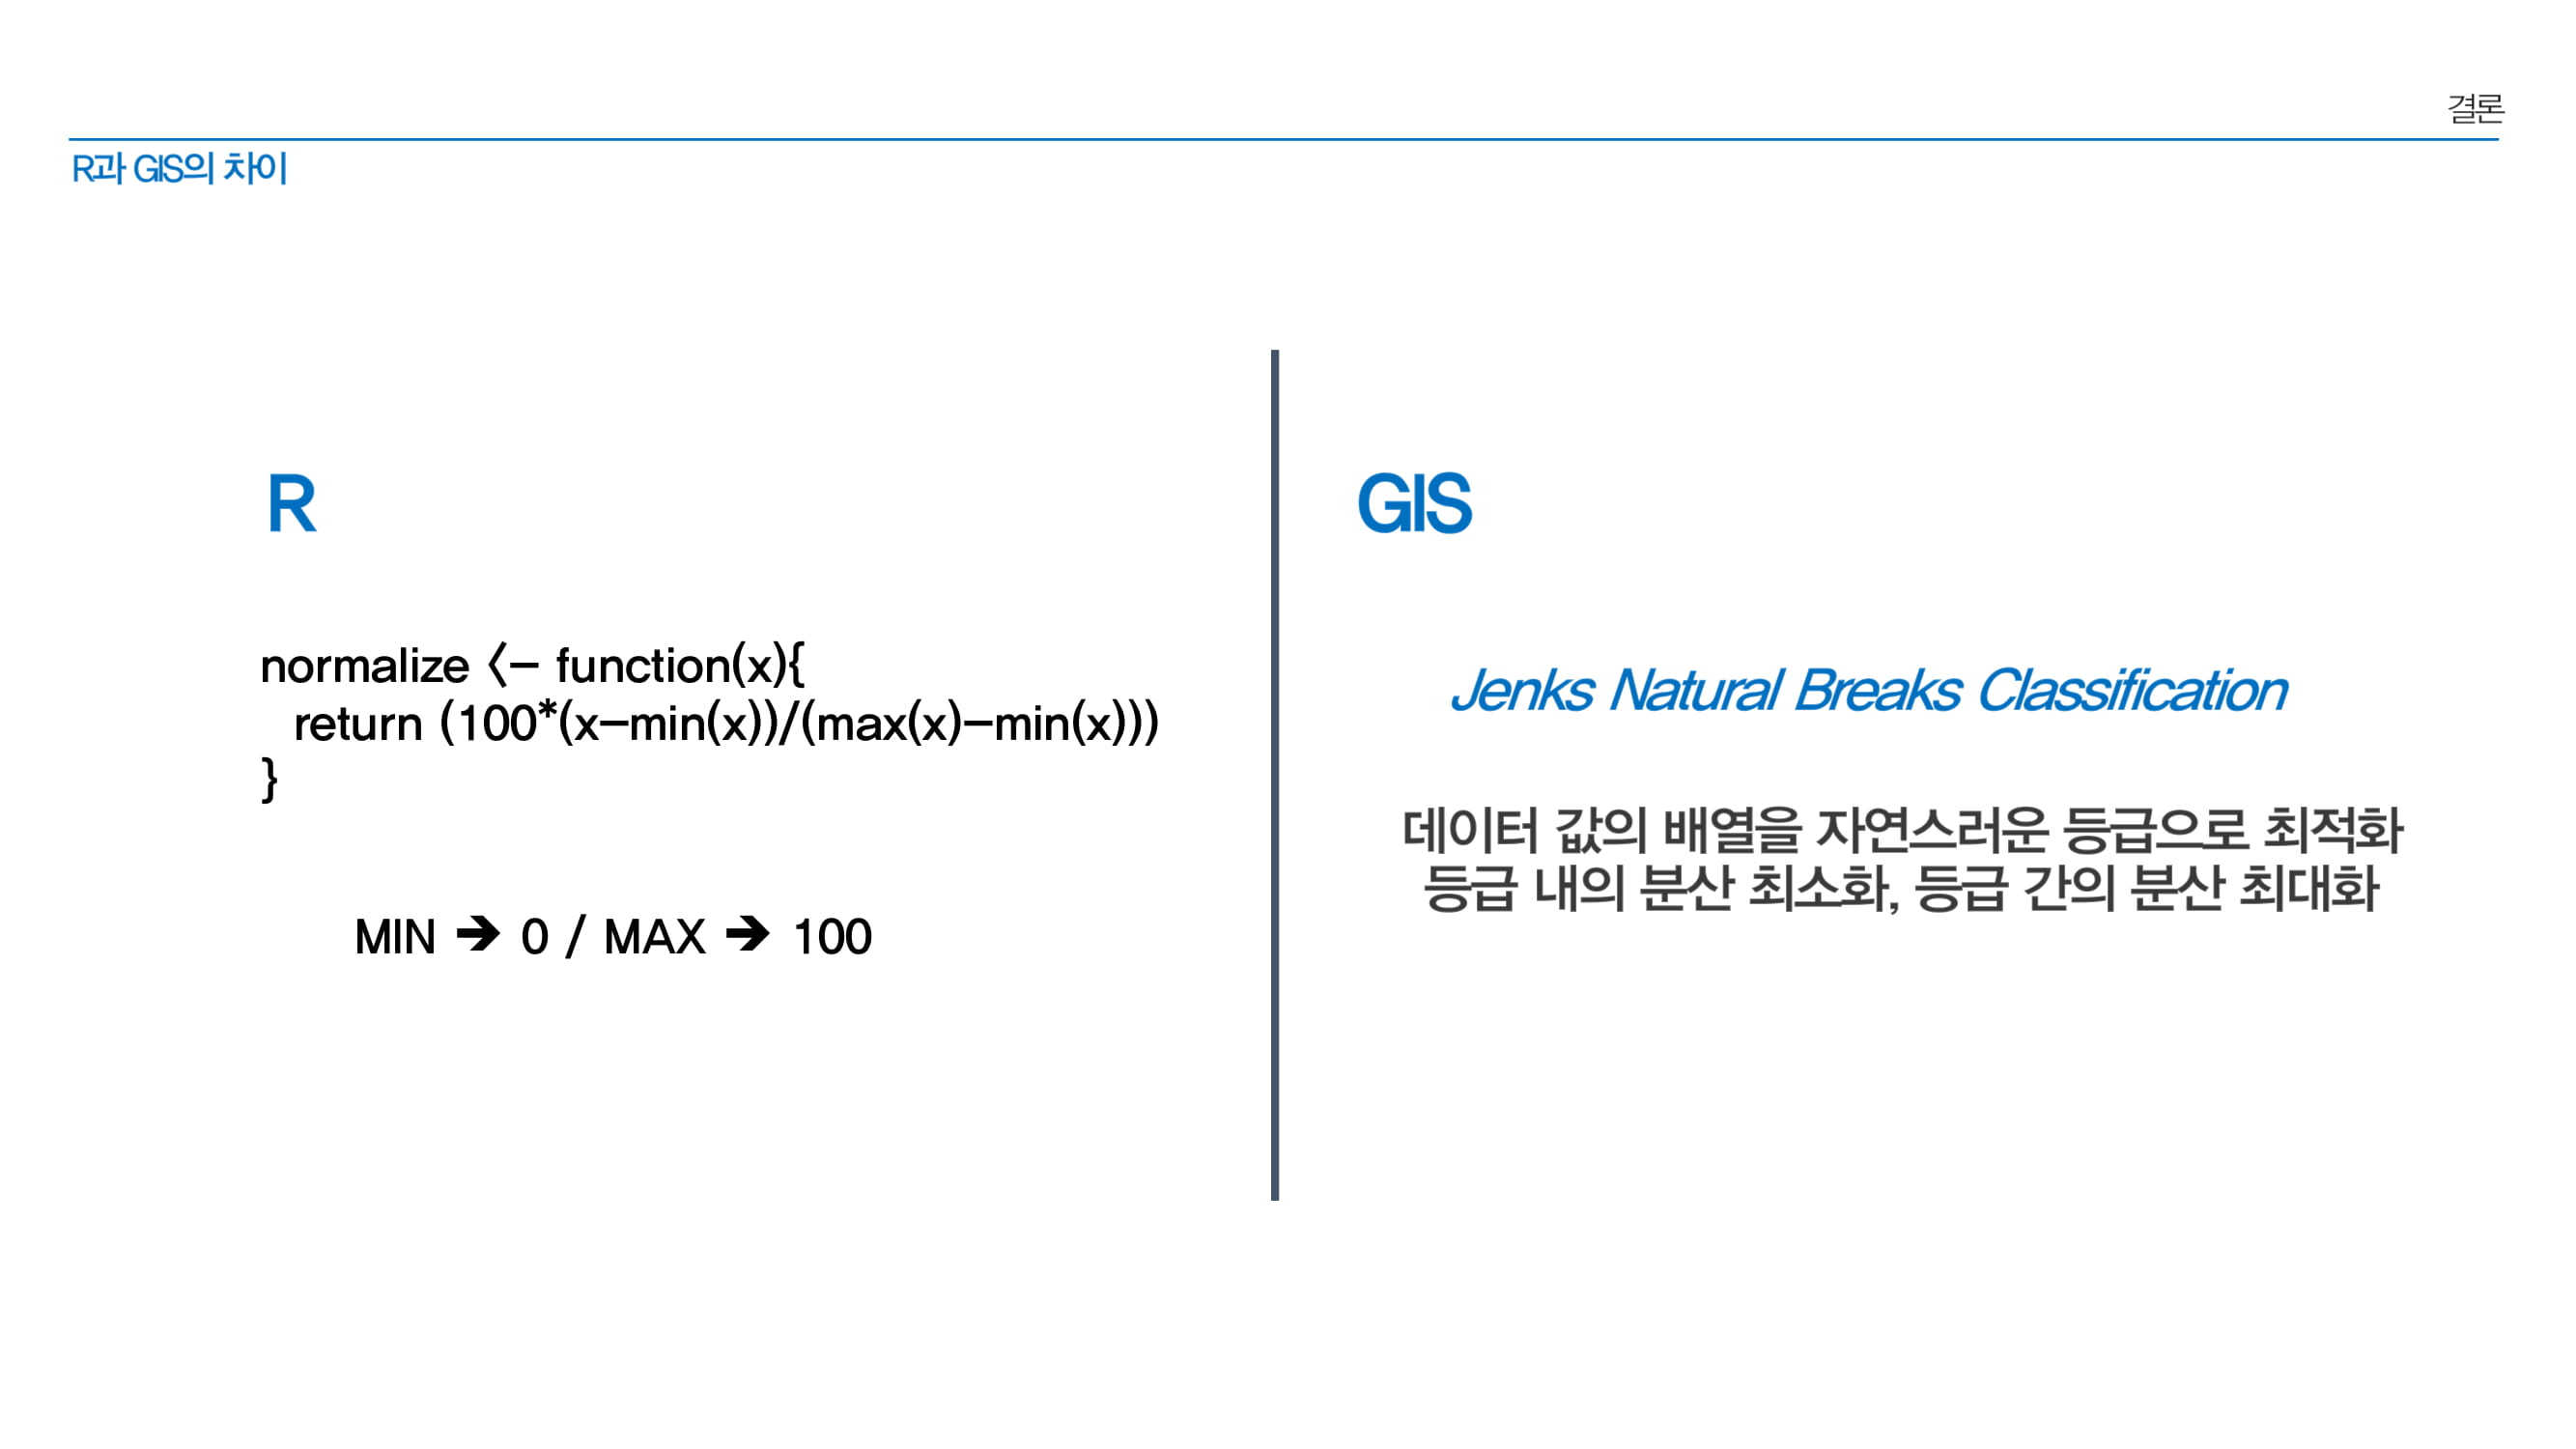 결론
R과 GIS의 차이
R
normalize <- function(x){
return (100*(x-min(x))/(max(x)-min(x)))
}
MIN ➔ 0 / MAX ➔ 100
GIS
Jenks Natural Breaks Classification
데이터 값의 배열을 자연스러운 등급으로 최적화
등급 내의 분산 최소화, 등급 간의 분산 최대화